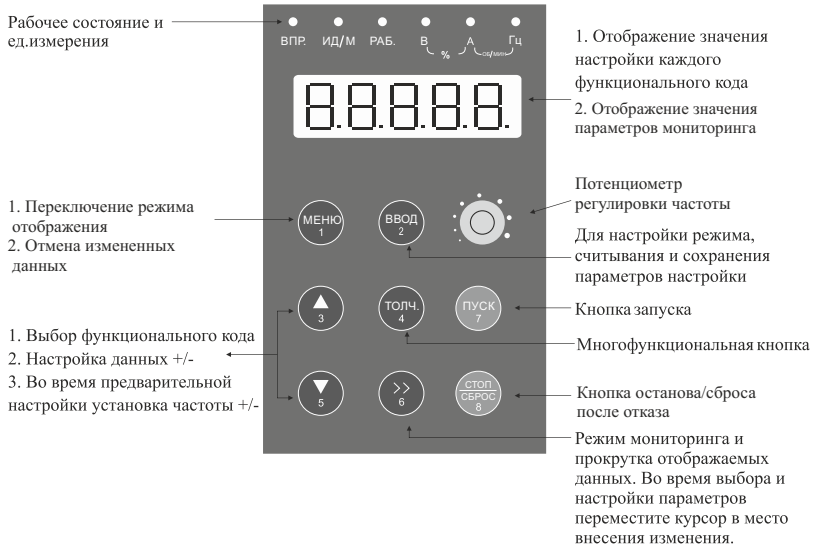 Рабочее состояние и
ед.измерения
ВПР. ИД/М РАБ. В А Гц
% ОБ/МИН
8.8.8.8.8.
1. Отображение значения
настройки каждого
функционального кода
2. Отображение значения
параметров мониторинга
1. Переключение режима
отображения
2. Отмена измененных
данных
МЕНЮ
1
ВВОД
2
Потенциометр
регулировки частоты
Для настройки режима,
считывания и сохранения
параметров настройки
3
ТОЛЧ.
4
ПУСК
7
Кнопка запуска
Многофункциональная кнопка
1. Выбор функционального кода
2. Настройка данных +/-
3. Во время предварительной
настройки установка частоты +/-
5
>>
6
СТОП
СБРОС
8
Кнопка останова/сброса
после отказа
Режим мониторинга и
прокрутка отображаемых
данных. Во время выбора и
настройки параметров
переместите курсор в место
внесения изменения.